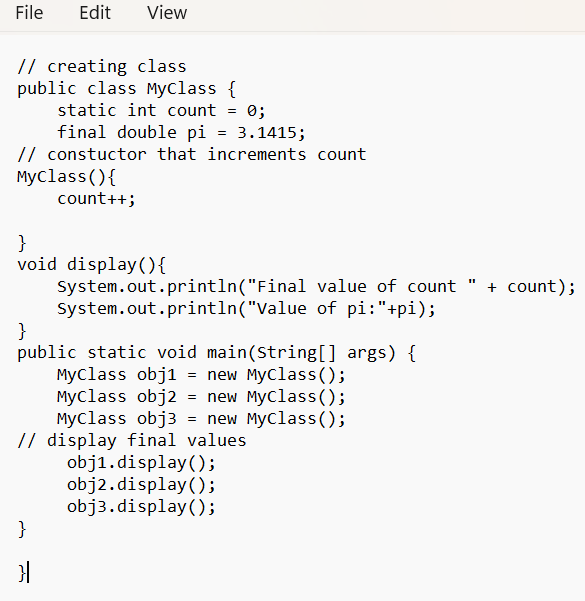 File Edit View
// creating class
public class MyClass {
    static int count = 0;
    final double pi = 3.1415;
// constuctor that increments count
MyClass(){
    count++;

}
void display(){
    System.out.println("Final value of count " + count);
    System.out.println("Value of pi:"+pi);
}
public static void main(String[] args) {
    MyClass obj1 = new MyClass();
    MyClass obj2 = new MyClass();
    MyClass obj3 = new MyClass();
// display final values
     obj1.display();
     obj2.display();
     obj3.display();
}

}